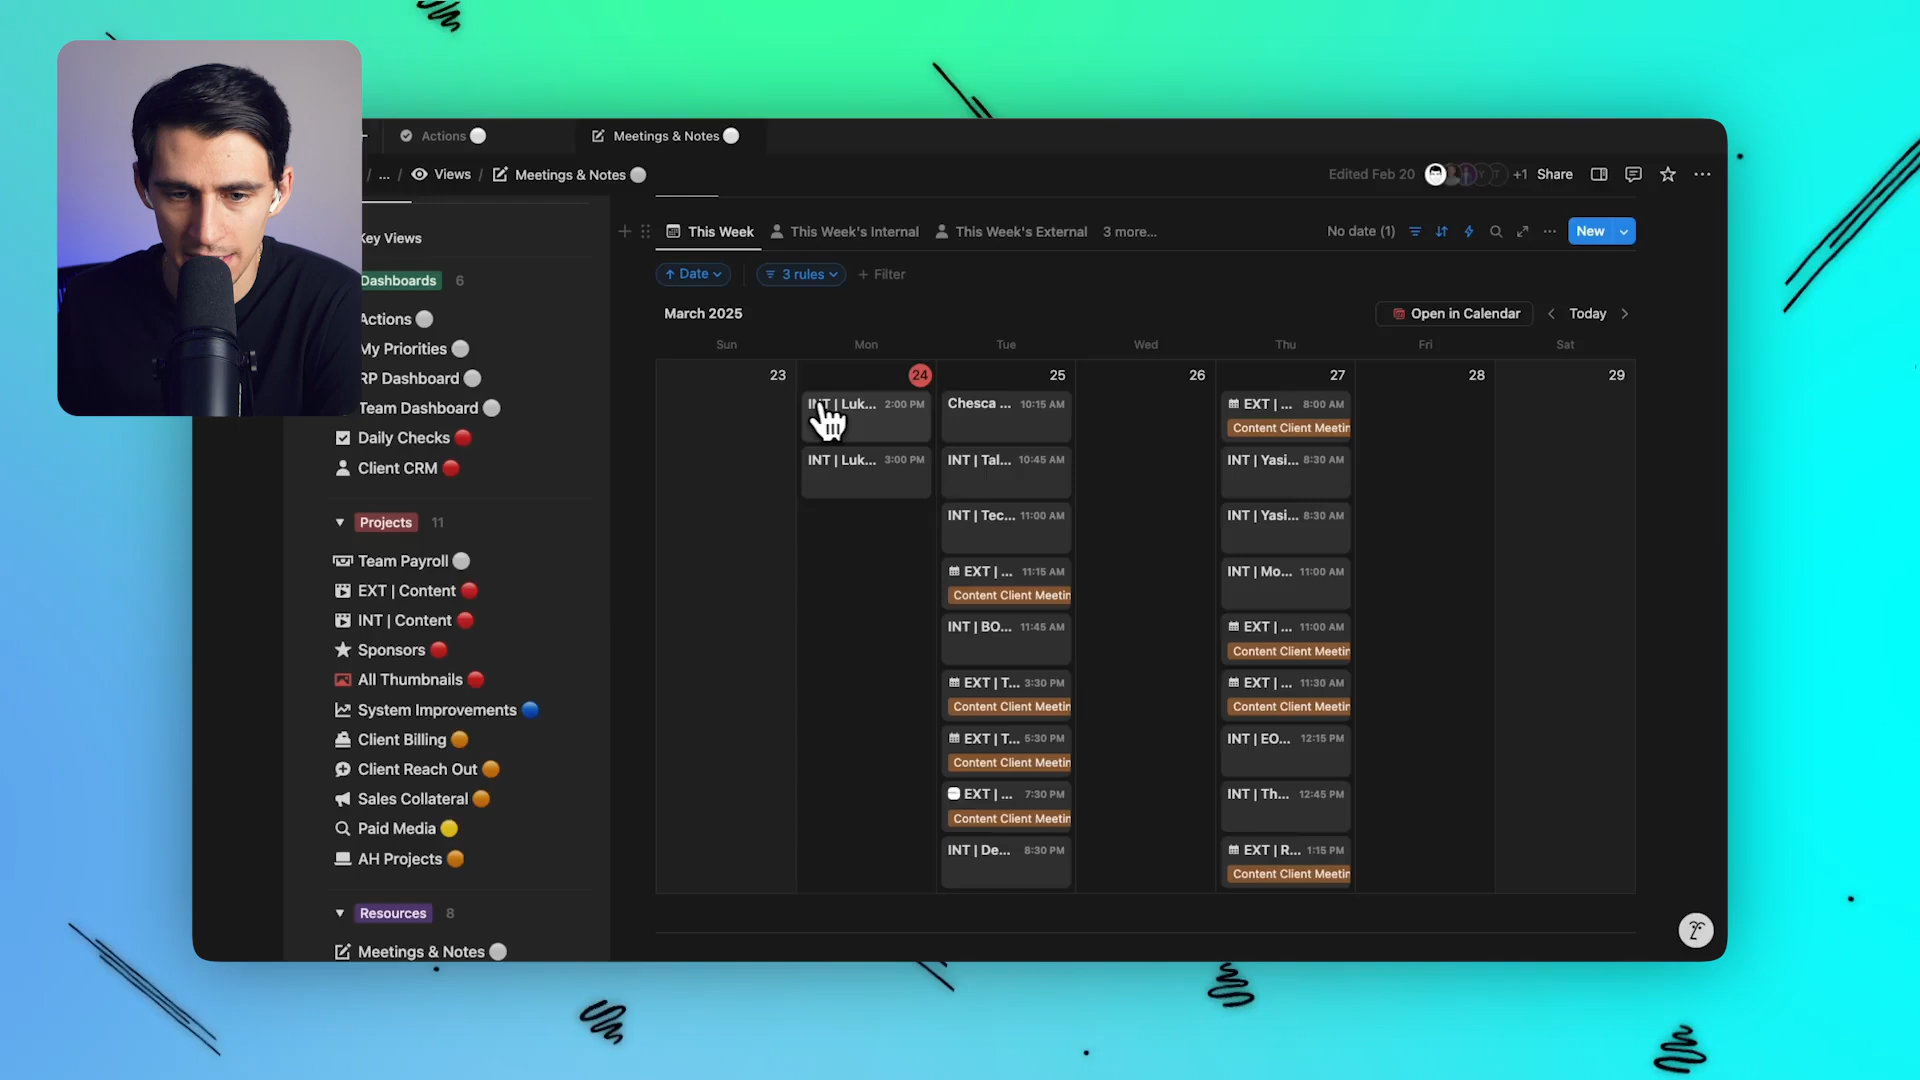 Actions
Meetings & Notes
/ ... / Views / Meetings & Notes
Edited Feb 20
+1 Share
Key Views
Dashboards 6
Actions
My Priorities
RP Dashboard
Team Dashboard
Daily Checks
Client CRM
Projects 11
Team Payroll
EXT | Content
INT | Content
Sponsors
All Thumbnails
System Improvements
Client Billing
Client Reach Out
Sales Collateral
Paid Media
AH Projects
Resources 8
Meetings & Notes
This Week
This Week's Internal
This Week's External
3 more...
No date (1)
New
Date
3 rules
+ Filter
March 2025
Open in Calendar
Today
Sun Mon Tue Wed Thu Fri Sat
23 24 25 26 27 28 29
INT | Luk... 2:00 PM
INT | Luk... 3:00 PM
Chesca ... 10:15 AM
INT | Tal... 10:45 AM
INT | Tec... 11:00 AM
EXT | ... 11:15 AM
Content Client Meetin
INT | BO... 11:45 AM
EXT | T... 3:30 PM
Content Client Meetin
EXT | T... 5:30 PM
Content Client Meetin
EXT | ... 7:30 PM
Content Client Meetin
INT | De... 8:30 PM
EXT | ... 8:00 AM
Content Client Meetin
INT | Yasi... 8:30 AM
INT | Yasi... 8:30 AM
INT | Mo... 11:00 AM
EXT | ... 11:00 AM
Content Client Meetin
EXT | ... 11:30 AM
Content Client Meetin
INT | EO... 12:15 PM
INT | Th... 12:45 PM
EXT | R... 1:15 PM
Content Client Meetin